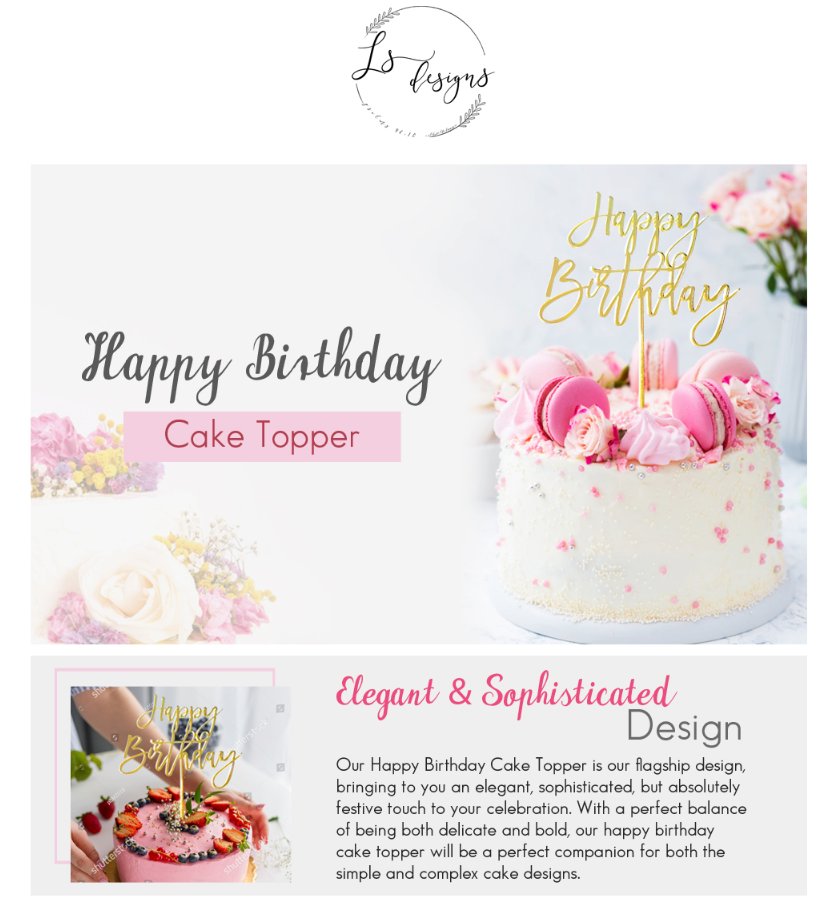 Ls
designs
Happy
Birthday
Happy Birthday
Cake Topper
Elegant & Sophisticated
Design
Happy
Birthday
Our Happy Birthday Cake Topper is our flagship design,
bringing to you an elegant, sophisticated, but absolutely
festive touch to your celebration. With a perfect balance
of being both delicate and bold, our happy birthday
cake topper will be a perfect companion for both the
simple and complex cake designs.